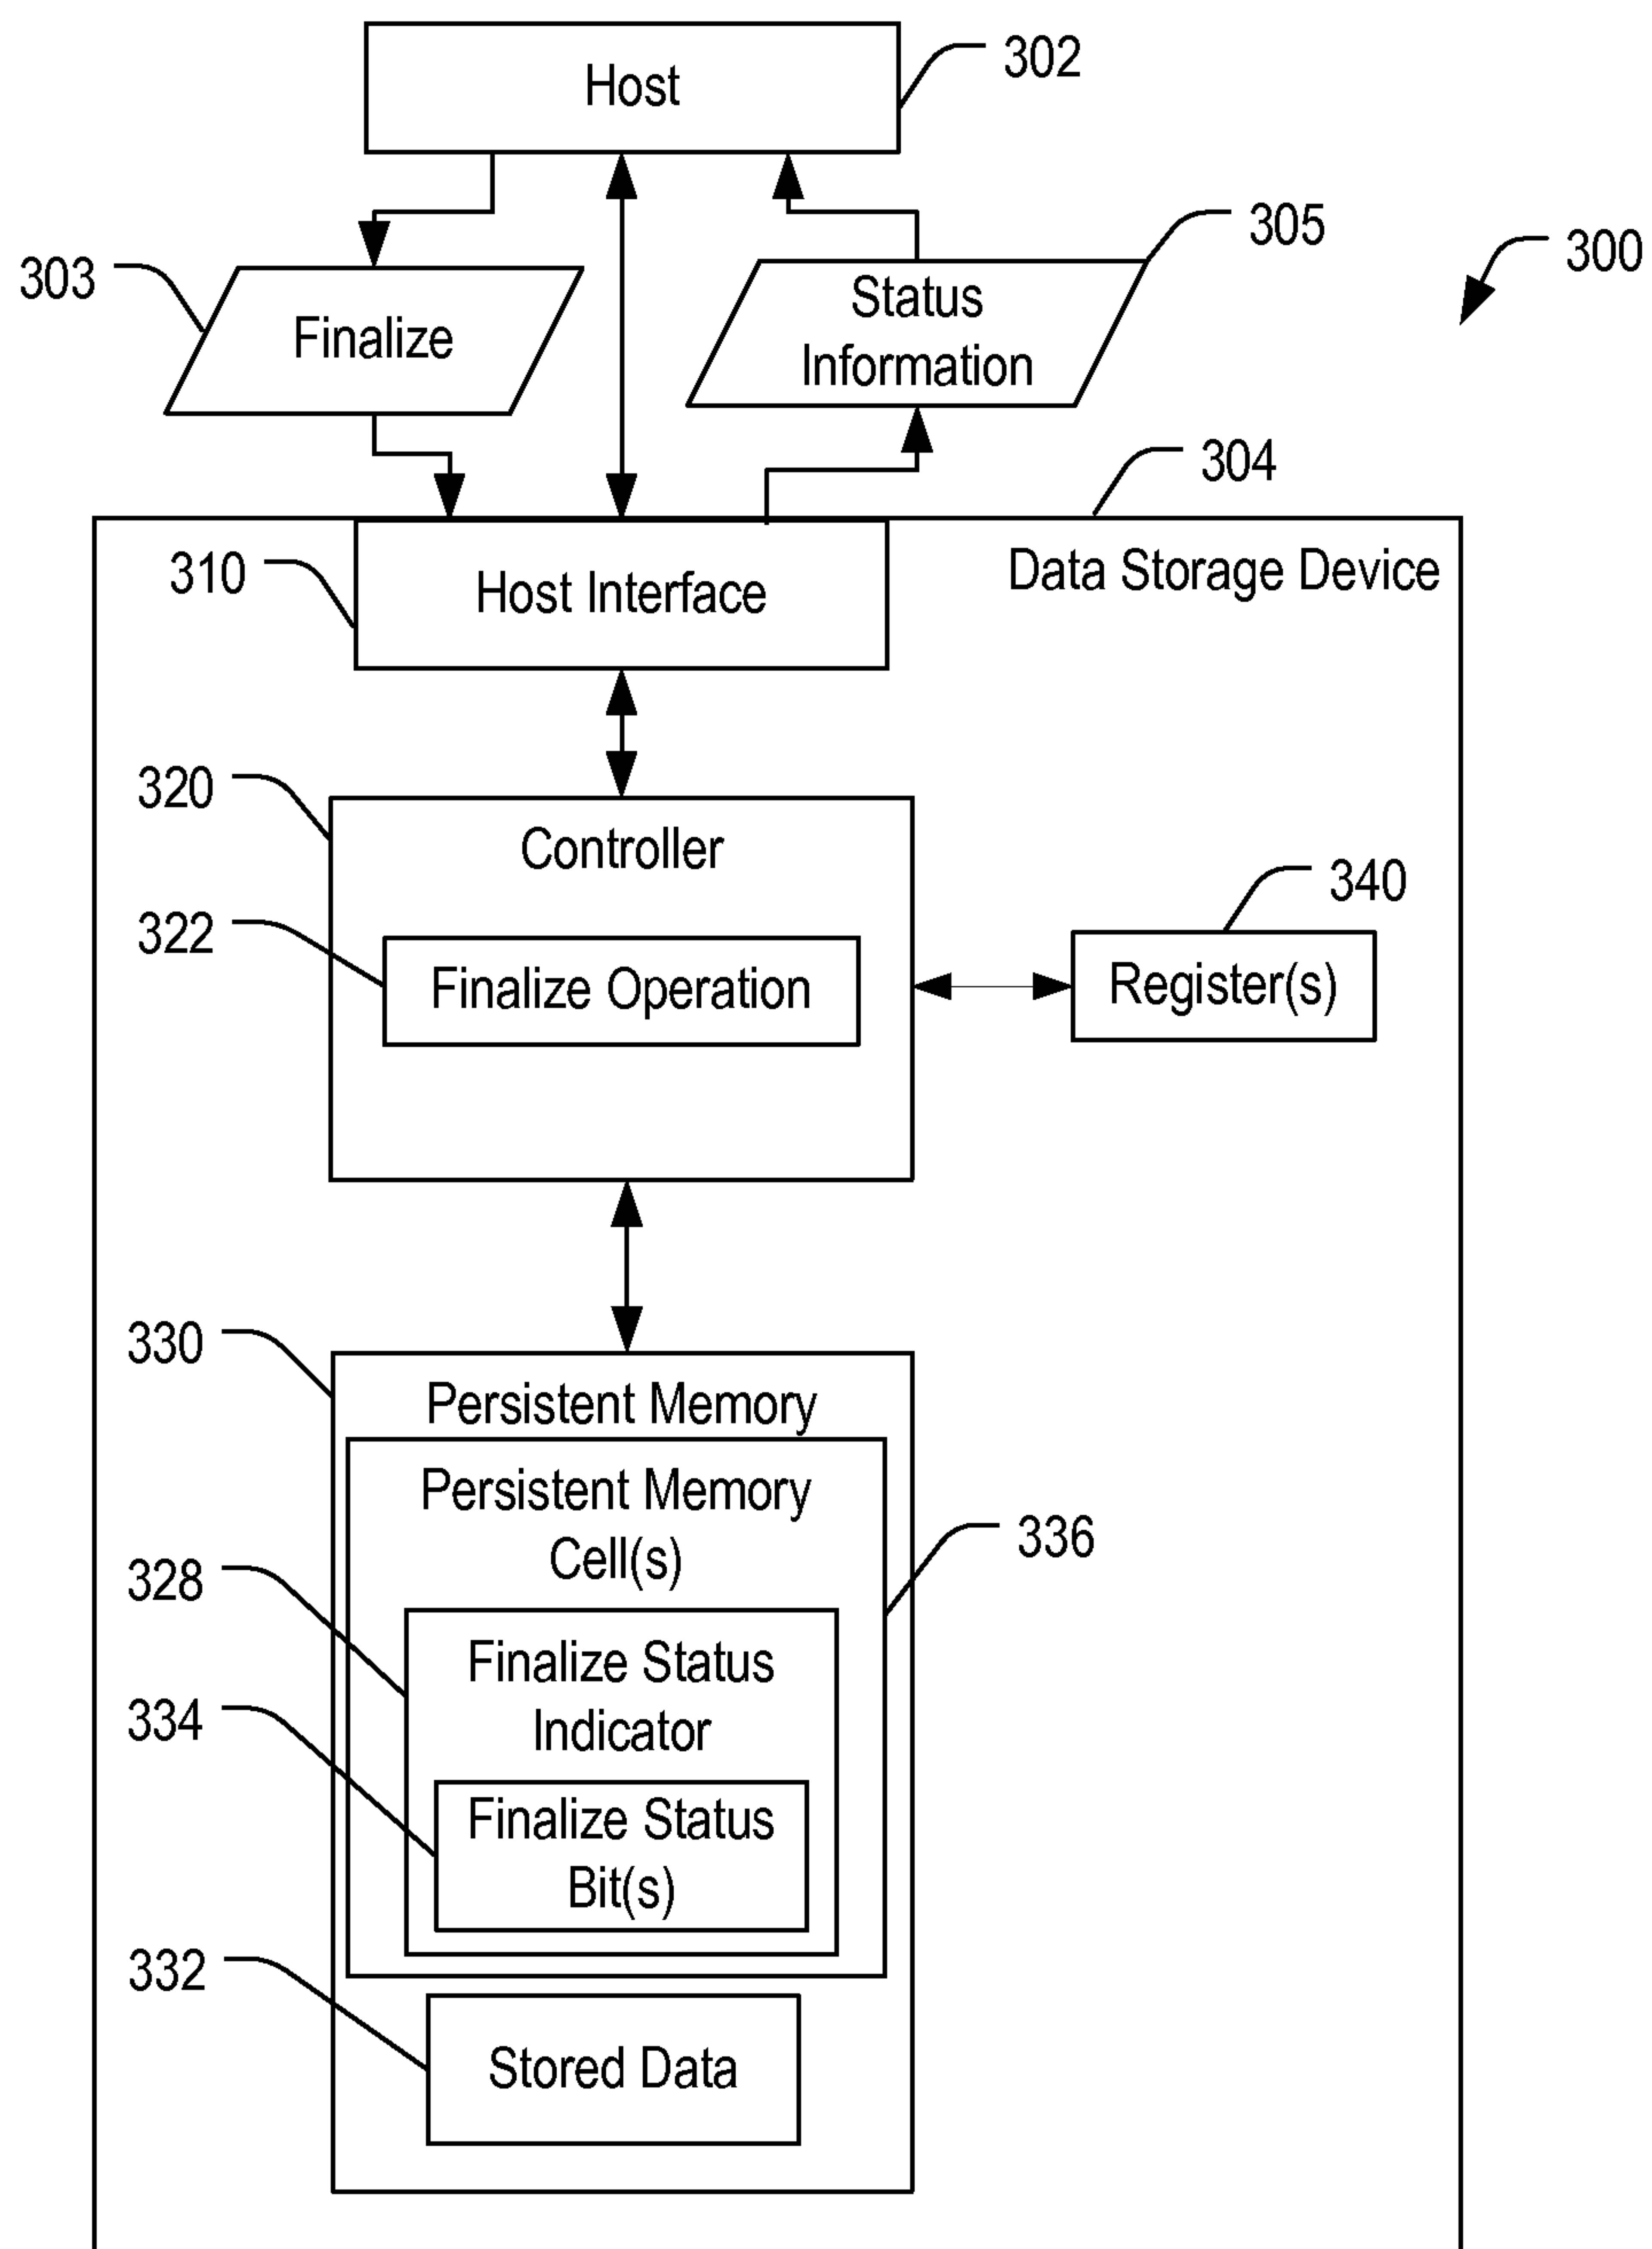 Host
302
303
Finalize
Status
Information
305
300
304
310
Host Interface
Data Storage Device
320
Controller
322
Finalize Operation
340
Register(s)
330
Persistent Memory
Persistent Memory
Cell(s)
336
328
Finalize Status
Indicator
334
Finalize Status
Bit(s)
332
Stored Data